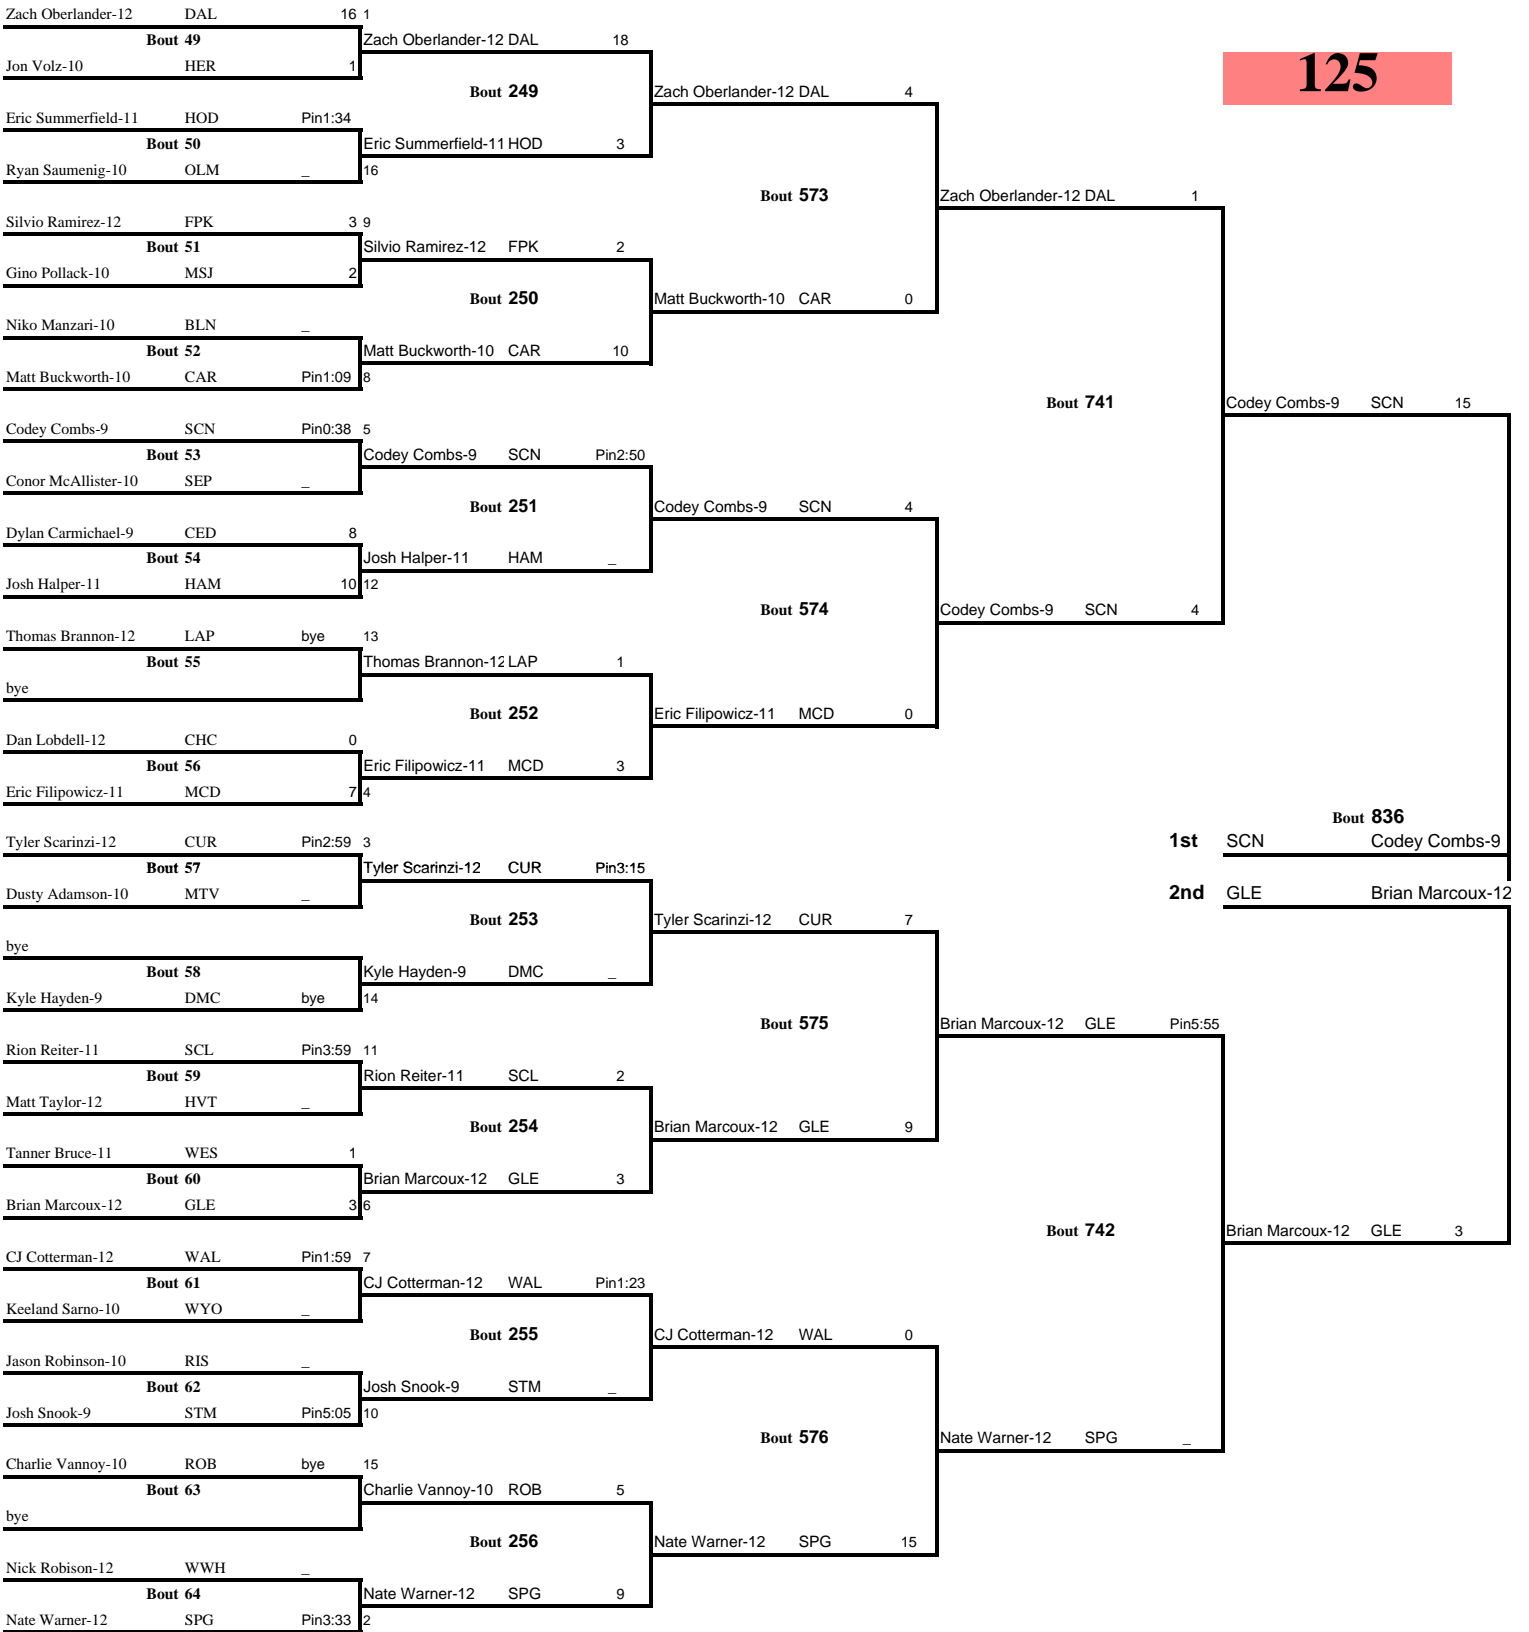 125
Zach Oberlander-12 DAL 16 1
Bout 49
Jon Volz-10 HER 1
Eric Summerfield-11 HOD Pin1:34
Bout 50
Ryan Saumenig-10 OLM _ 16
Silvio Ramirez-12 FPK 3 9
Bout 51
Gino Pollack-10 MSJ 2
Niko Manzari-10 BLN _
Bout 52
Matt Buckworth-10 CAR Pin1:09 8
Codey Combs-9 SCN Pin0:38 5
Bout 53
Conor McAllister-10 SEP _
Dylan Carmichael-9 CED 8
Bout 54
Josh Halper-11 HAM 10 12
Thomas Brannon-12 LAP bye 13
Bout 55
bye
Dan Lobdell-12 CHC 0
Bout 56
Eric Filipowicz-11 MCD 7 4
Tyler Scarinzi-12 CUR Pin2:59 3
Bout 57
Dusty Adamson-10 MTV _
bye
Bout 58
Kyle Hayden-9 DMC bye 14
Rion Reiter-11 SCL Pin3:59 11
Bout 59
Matt Taylor-12 HVT _
Tanner Bruce-11 WES 1
Bout 60
Brian Marcoux-12 GLE 3 6
CJ Cotterman-12 WAL Pin1:59 7
Bout 61
Keeland Sarno-10 WYO _
Jason Robinson-10 RIS _
Bout 62
Josh Snook-9 STM Pin5:05 10
Charlie Vannoy-10 ROB bye 15
Bout 63
bye
Nick Robison-12 WWH _
Bout 64
Nate Warner-12 SPG Pin3:33 2
Zach Oberlander-12 DAL 18
Bout 249
Eric Summerfield-11 HOD 3
Silvio Ramirez-12 FPK 2
Bout 250
Matt Buckworth-10 CAR 10
Codey Combs-9 SCN Pin2:50
Bout 251
Josh Halper-11 HAM _
Thomas Brannon-12 LAP 1
Bout 252
Eric Filipowicz-11 MCD 3
Tyler Scarinzi-12 CUR Pin3:15
Bout 253
Kyle Hayden-9 DMC _
Rion Reiter-11 SCL 2
Bout 254
Brian Marcoux-12 GLE 3
CJ Cotterman-12 WAL Pin1:23
Bout 255
Josh Snook-9 STM _
Charlie Vannoy-10 ROB 5
Bout 256
Nate Warner-12 SPG 9
Zach Oberlander-12 DAL 4
Bout 573
Matt Buckworth-10 CAR 0
Codey Combs-9 SCN 4
Bout 574
Eric Filipowicz-11 MCD 0
Tyler Scarinzi-12 CUR 7
Bout 575
Brian Marcoux-12 GLE 9
CJ Cotterman-12 WAL 0
Bout 576
Nate Warner-12 SPG 15
Zach Oberlander-12 DAL 1
Bout 741
Codey Combs-9 SCN 4
Brian Marcoux-12 GLE Pin5:55
Bout 742
Nate Warner-12 SPG _
Codey Combs-9 SCN 15
Bout 836
1st SCN Codey Combs-9
2nd GLE Brian Marcoux-12
Brian Marcoux-12 GLE 3